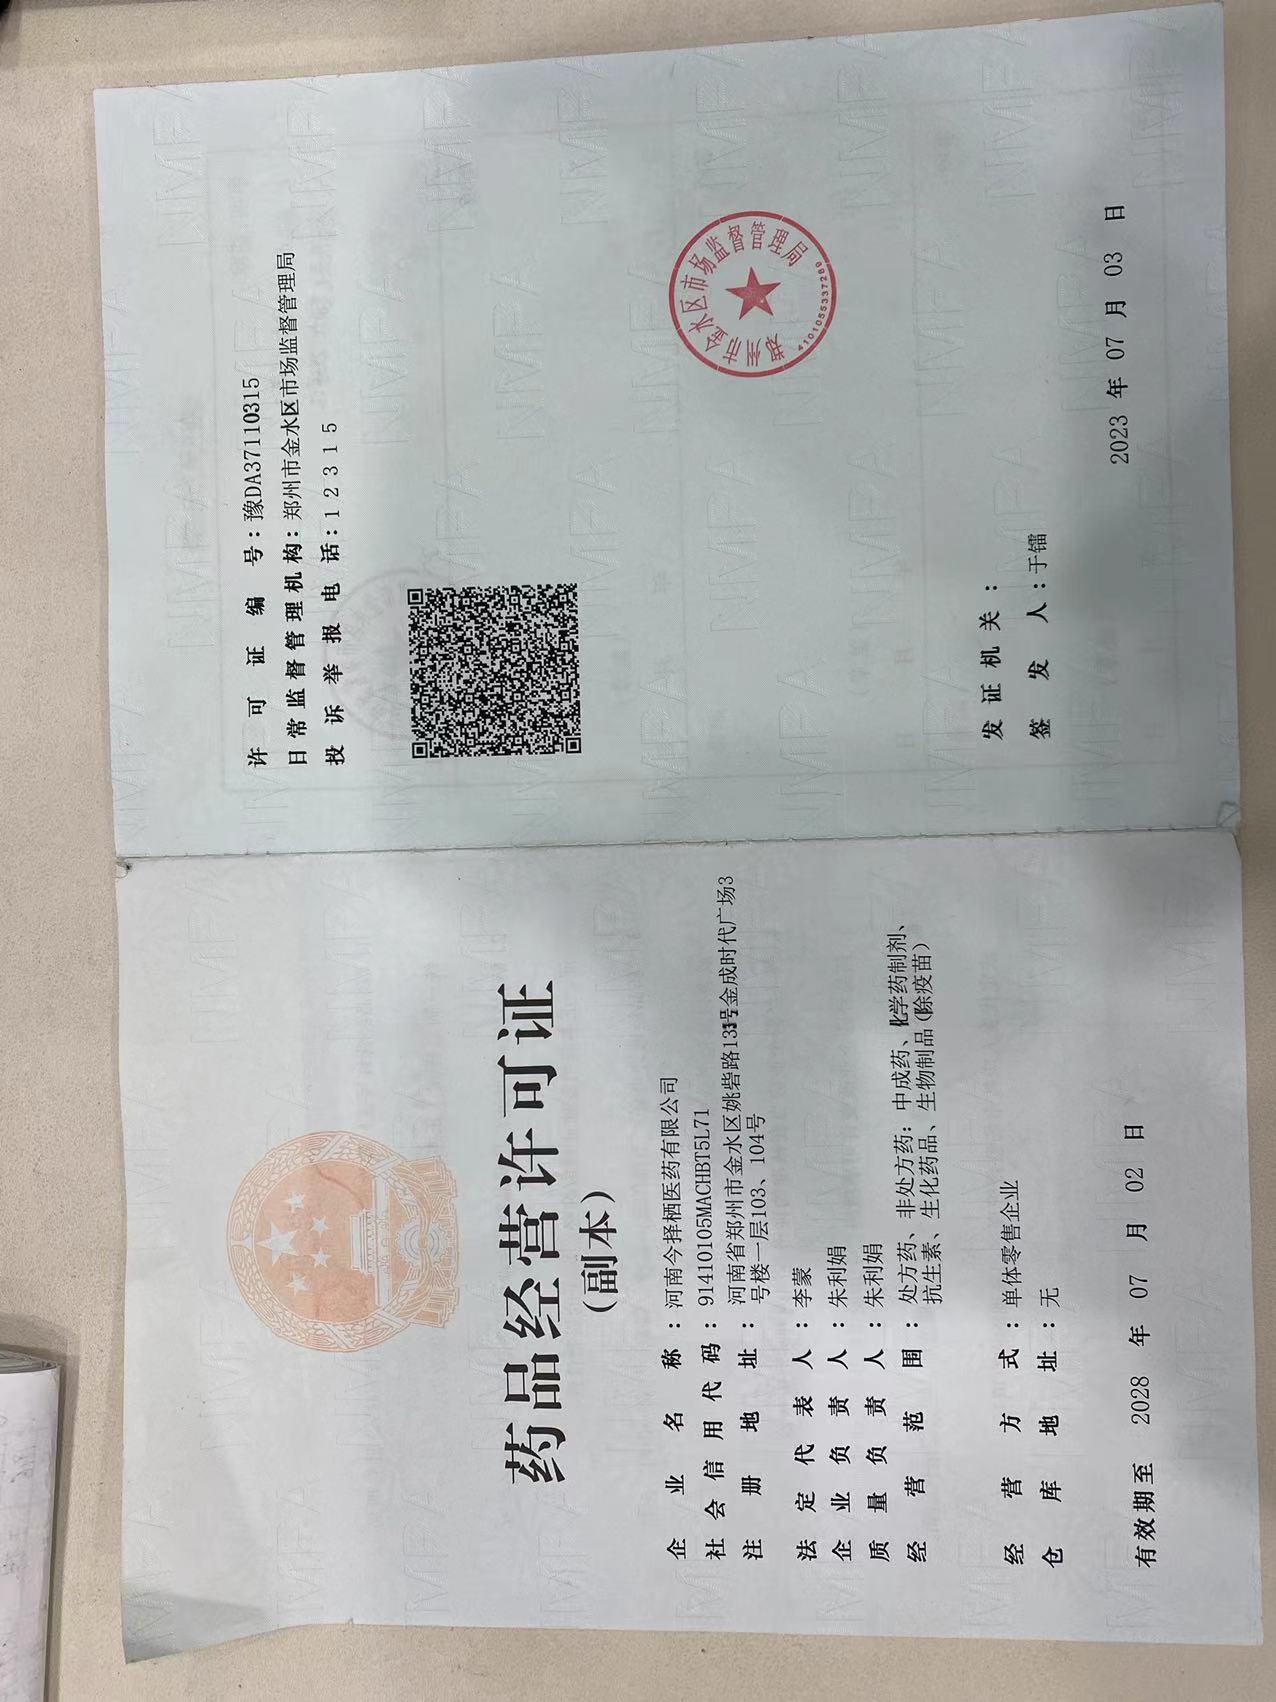 药品经营许可证
（副本）
企业名称：河南今择栖医药有限公司
社会信用代码：91410105MACHBT5L71
注册地址：河南省郑州市金水区姚砦路133号金成时代广场3
号楼一层103、104号
法定代表人：李蒙
企业负责人：朱利娟
质量负责人：朱利娟
经营范围：处方药、非处方药：中成药、化学药制剂、
抗生素、生化药品、生物制品（除疫苗）
经营方式：单体零售企业
仓库地址：无
有效期至 2028 年 07 月 02 日
许可证编号：豫DA37110315
日常监督管理机构：郑州市金水区市场监督管理局
投诉举报电话：12315
郑州市金水区市场监督管理局
4101055337289
发证机关：
签发人：于镭
2023 年 07 月 03 日
NMPA